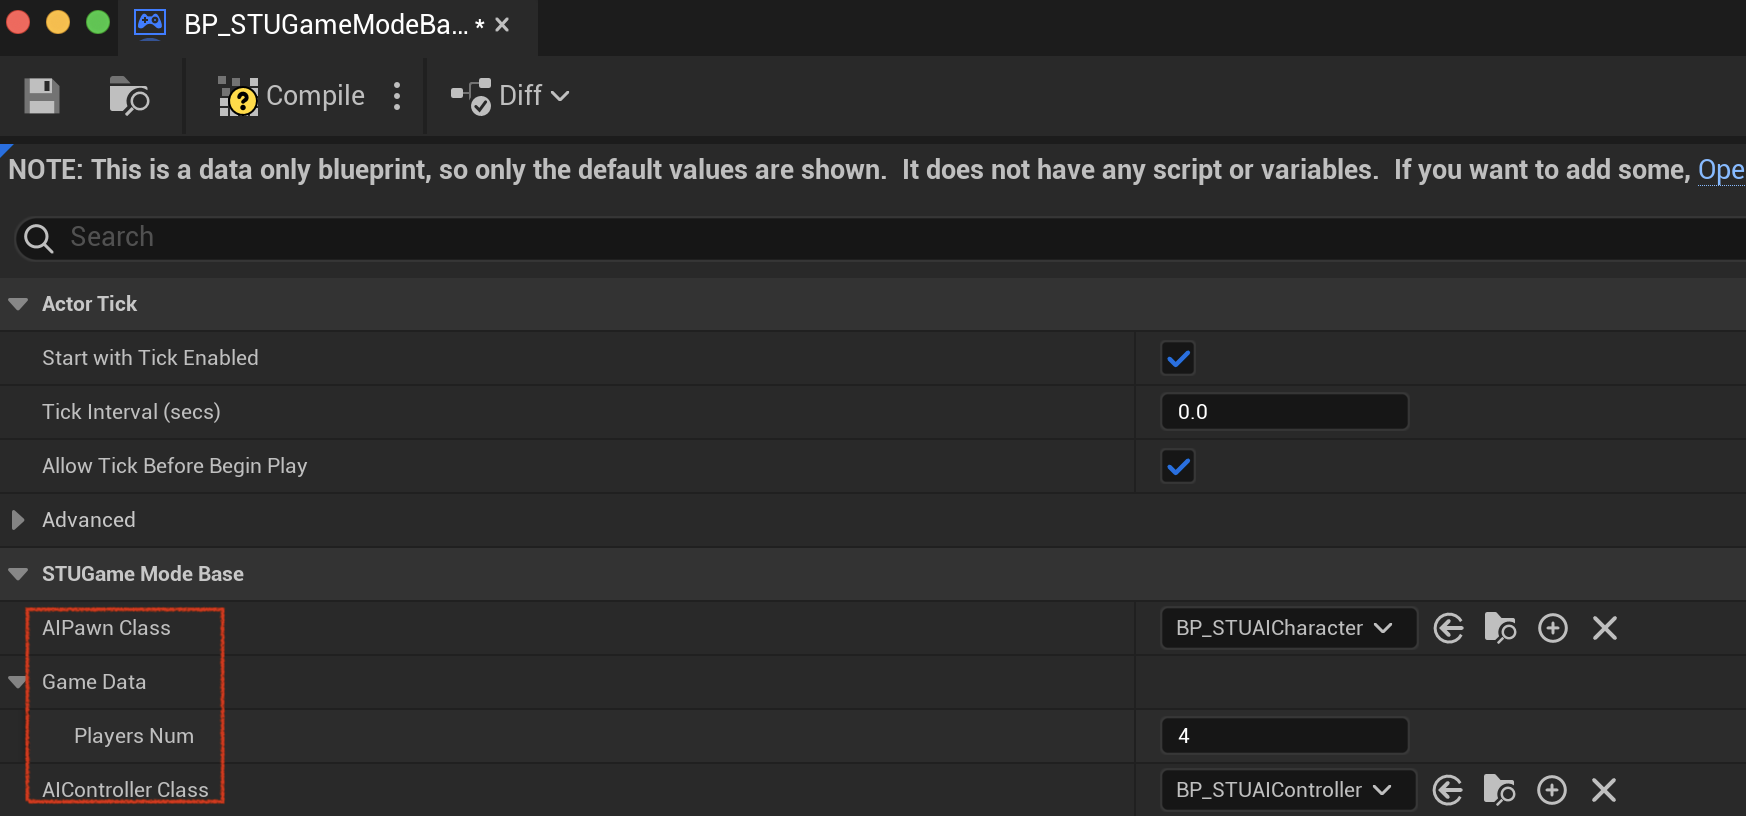 BP_STUGameModeBa... *
Compile
Diff
NOTE: This is a data only blueprint, so only the default values are shown.  It does not have any script or variables.  If you want to add some, Ope
Search
Actor Tick
Start with Tick Enabled
Tick Interval (secs) 0.0
Allow Tick Before Begin Play
Advanced
STUGame Mode Base
AIPawn Class BP_STUAICharacter
Game Data
Players Num 4
AIController Class BP_STUAIController